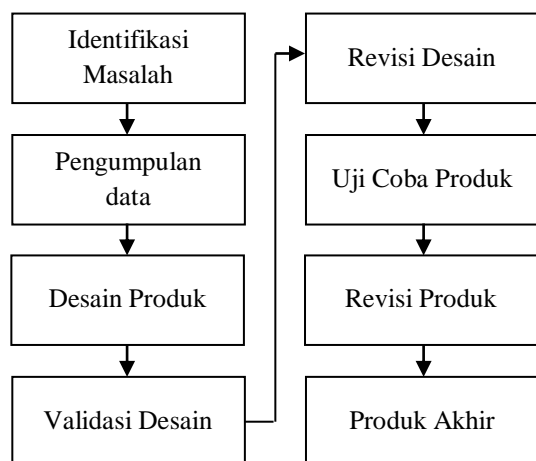 Identifikasi
Masalah
Pengumpulan
data
Desain Produk
Validasi Desain
Revisi Desain
Uji Coba Produk
Revisi Produk
Produk Akhir